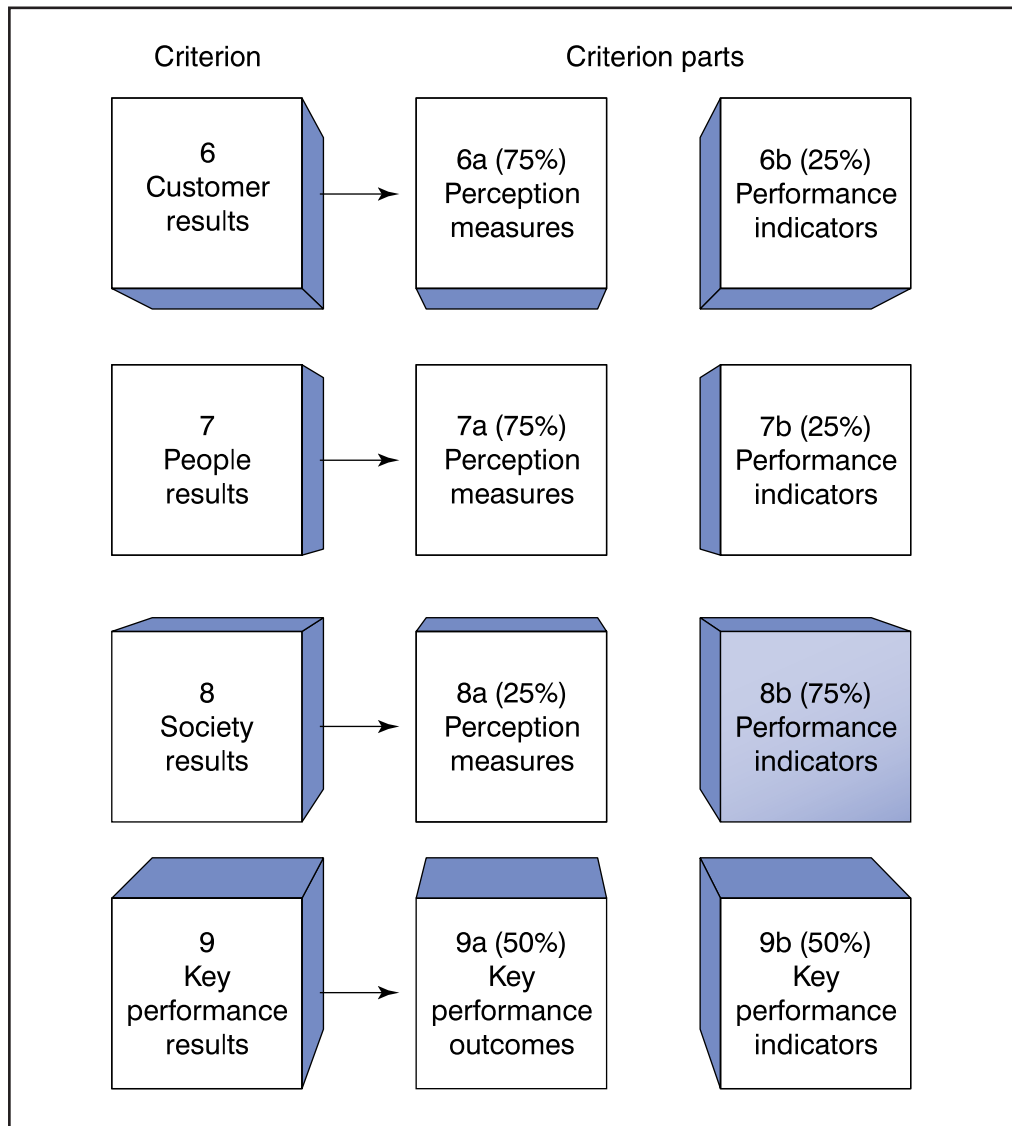 Criterion
Criterion parts
6
Customer
results
6a (75%)
Perception
measures
6b (25%)
Performance
indicators
7
People
results
7a (75%)
Perception
measures
7b (25%)
Performance
indicators
8
Society
results
8a (25%)
Perception
measures
8b (75%)
Performance
indicators
9
Key
performance
results
9a (50%)
Key
performance
outcomes
9b (50%)
Key
performance
indicators